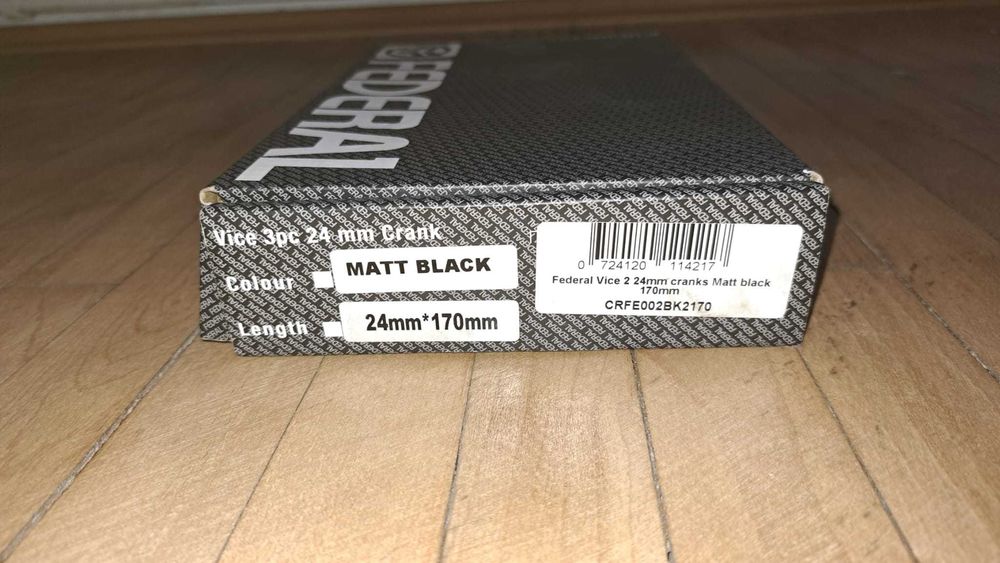 FEDERAL
Vice 3pc 24 mm Crank
Colour MATT BLACK
Length 24mm*170mm
0 724120 114217
Federal Vice 2 24mm cranks Matt black
170mm
CRFE002BK2170